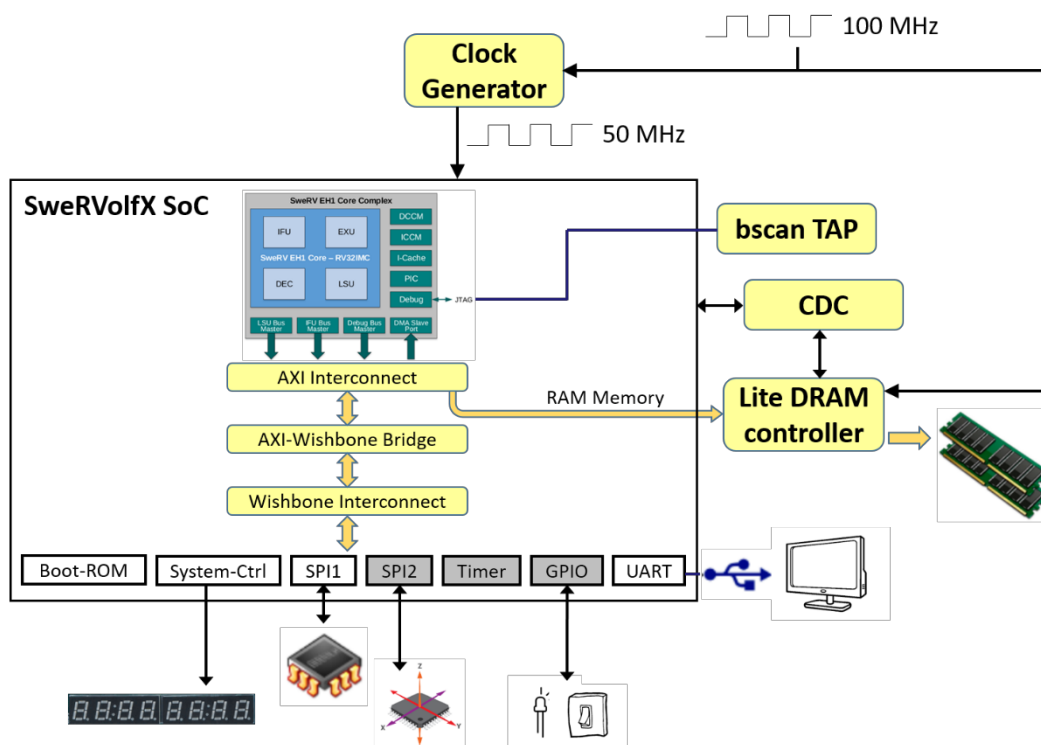 100 MHz
Clock
Generator
50 MHz
SweRVolfX SoC
SweRV EH1 Core Complex
IFU
EXU
SweRV EH1 Core – RV32IMC
DEC
LSU
DCCM
ICCM
I-Cache
PIC
Debug
JTAG
LSU Bus
Master
IFU Bus
Master
Debug Bus
Master
DMA Slave
Port
bscan TAP
CDC
AXI Interconnect
RAM Memory
Lite DRAM
controller
AXI-Wishbone Bridge
Wishbone Interconnect
Boot-ROM
System-Ctrl
SPI1
SPI2
Timer
GPIO
UART
Z
X
Y